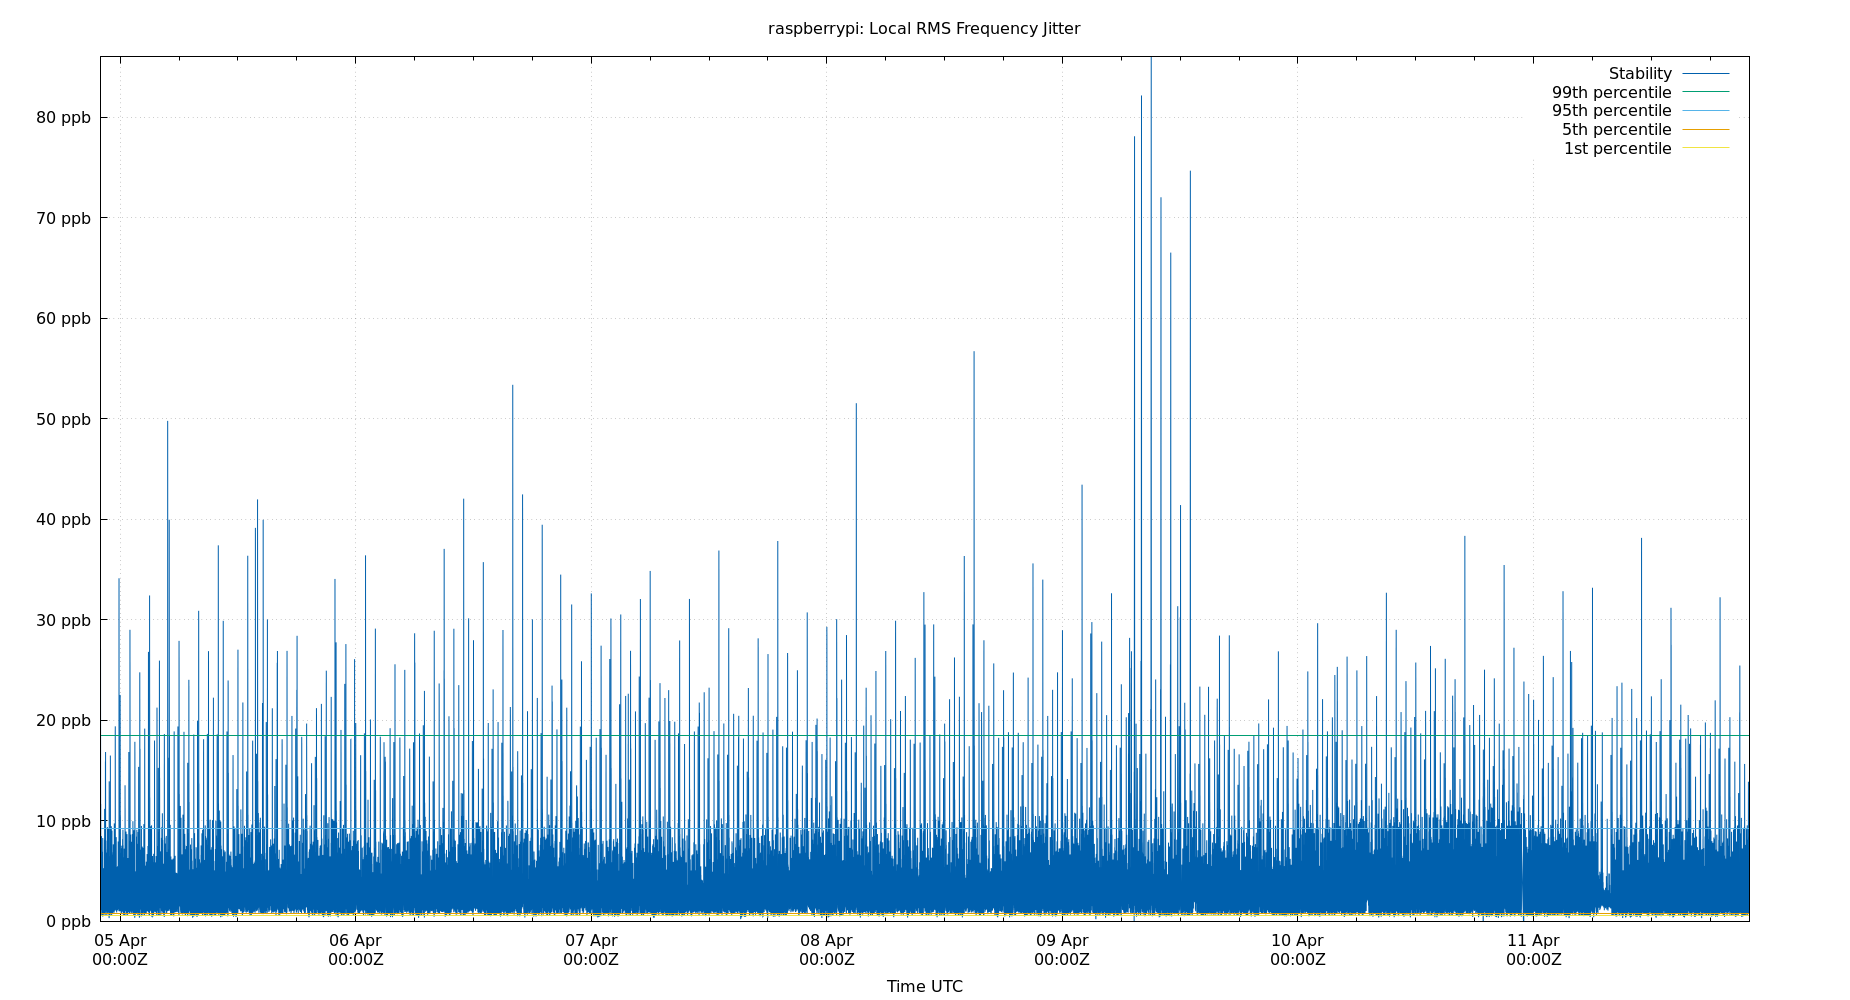 raspberrypi: Local RMS Frequency Jitter
Stability
99th percentile
95th percentile
5th percentile
1st percentile
80 ppb
70 ppb
60 ppb
50 ppb
40 ppb
30 ppb
20 ppb
10 ppb
0 ppb
05 Apr 06 Apr 07 Apr 08 Apr 09 Apr 10 Apr 11 Apr
00:00Z 00:00Z 00:00Z 00:00Z 00:00Z 00:00Z 00:00Z
Time UTC